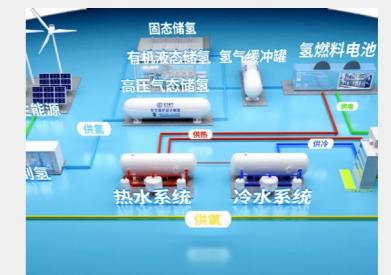 固态储氢
有机液态储氢
氢气缓冲罐
氢燃料电池
高压气态储氢
生能源
供电
供氢
供热
供冷
制氢
热水系统
冷水系统
供氧